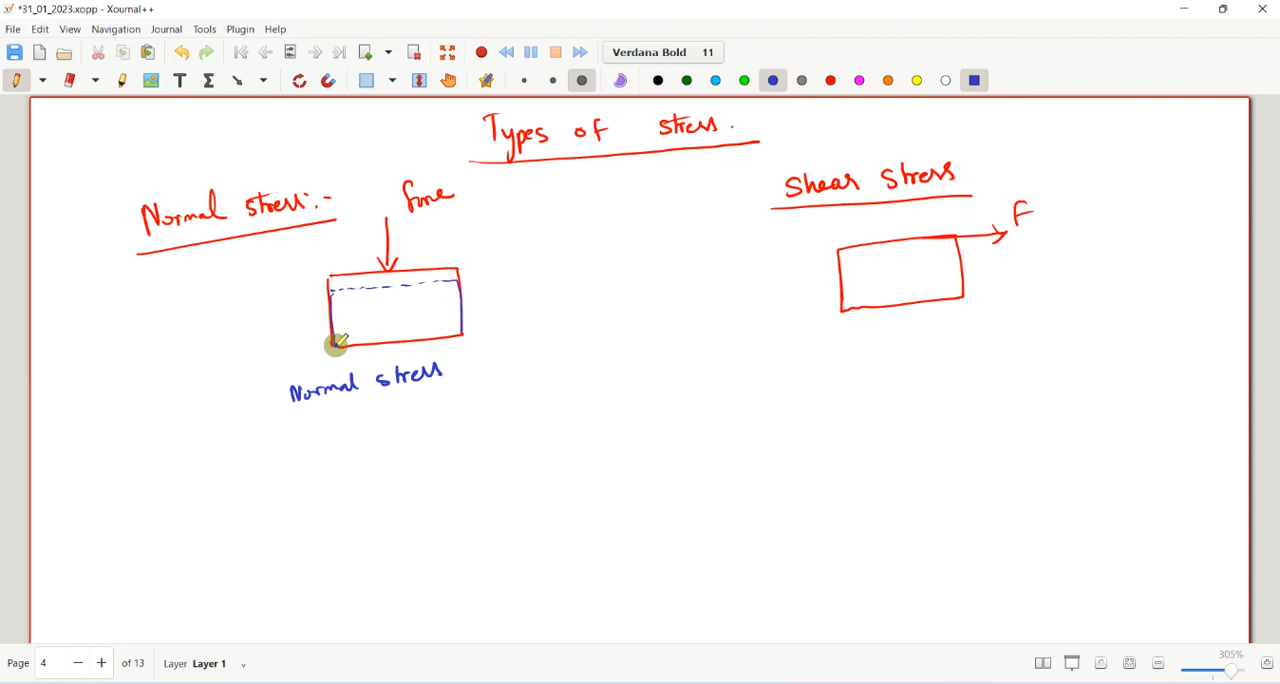 *31_01_2023.xopp - Xournal++
File Edit View Navigation Journal Tools Plugin Help
Verdana Bold 11
Types of stress.
Normal stress:-
force
Shear stress
F
Normal stress
Page 4 of 13 Layer Layer 1
305%